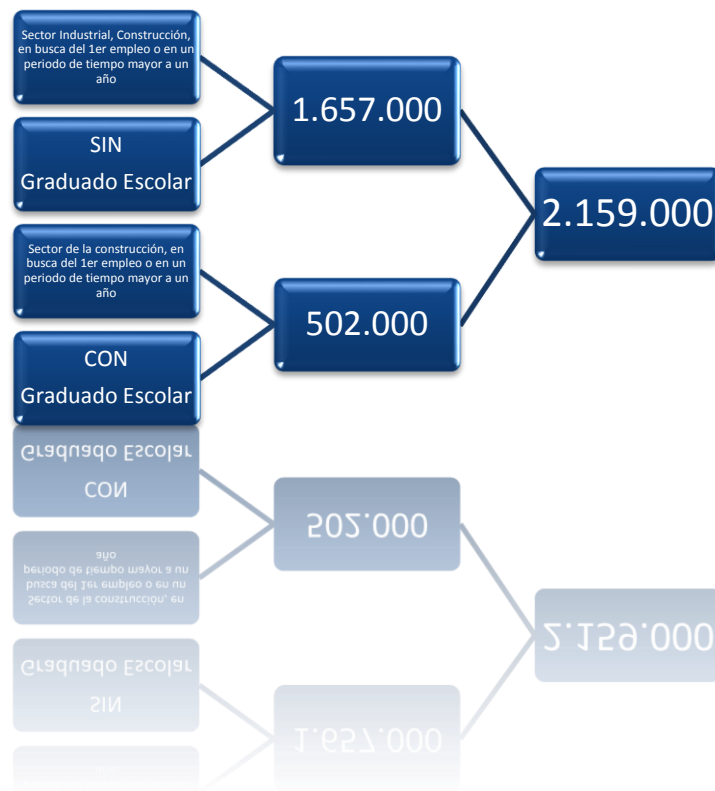 Sector Industrial, Construcción,
en busca del 1er empleo o en un
periodo de tiempo mayor a un
año
SIN
Graduado Escolar
1.657.000
Sector de la construcción, en
busca del 1er empleo o en un
periodo de tiempo mayor a un
año
CON
Graduado Escolar
502.000
2.159.000